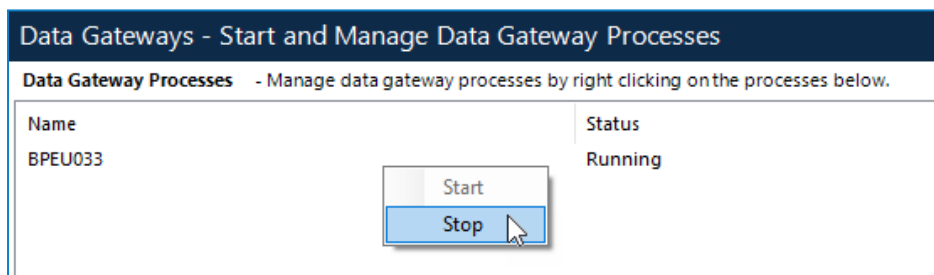 Data Gateways - Start and Manage Data Gateway Processes
Data Gateway Processes - Manage data gateway processes by right clicking on the processes below.
Name Status
BPEU033 Running
Start
Stop